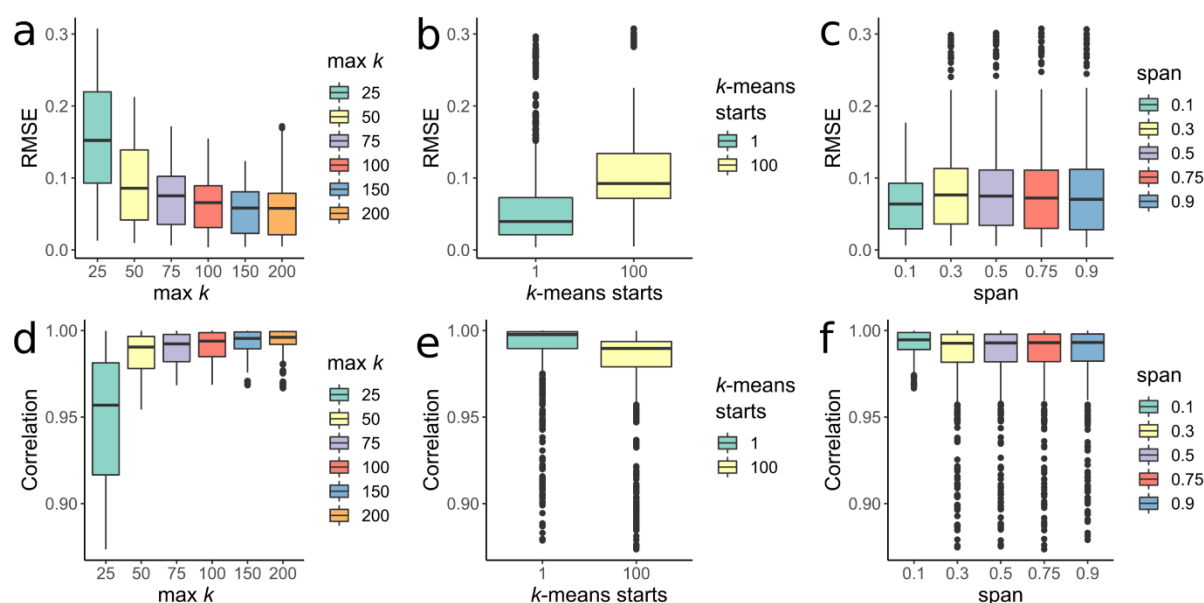 a
RMSE
0.3
0.2
0.1
0.0
25 50 75 100 150 200
max k
max k
25
50
75
100
150
200
b
RMSE
0.3
0.2
0.1
0.0
1 100
k-means starts
k-means
starts
1
100
c
RMSE
0.3
0.2
0.1
0.0
0.1 0.3 0.5 0.75 0.9
span
span
0.1
0.3
0.5
0.75
0.9
d
Correlation
1.00
0.95
0.90
25 50 75 100 150 200
max k
max k
25
50
75
100
150
200
e
Correlation
1.00
0.95
0.90
1 100
k-means starts
k-means
starts
1
100
f
Correlation
1.00
0.95
0.90
0.1 0.3 0.5 0.75 0.9
span
span
0.1
0.3
0.5
0.75
0.9